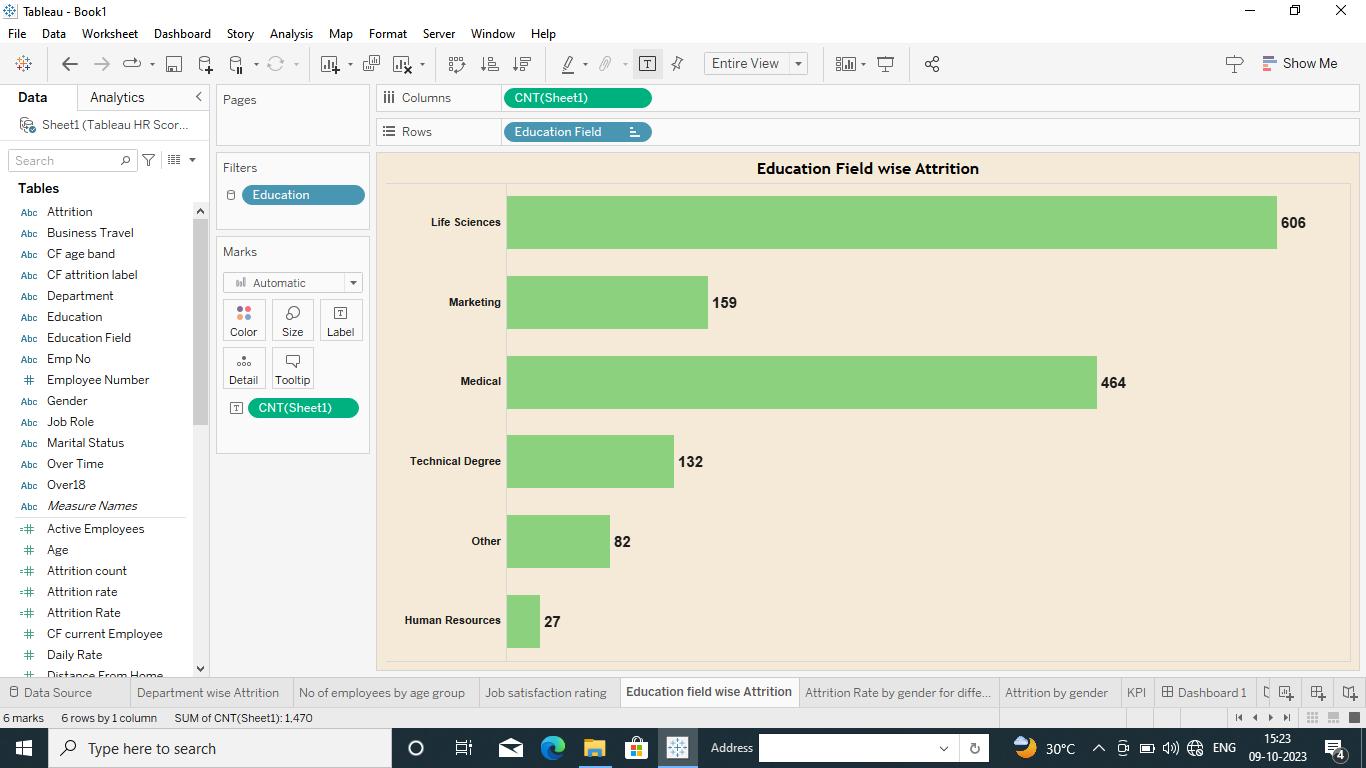 Tableau - Book1
File Data Worksheet Dashboard Story Analysis Map Format Server Window Help
Entire View
Show Me
Data Analytics
Sheet1 (Tableau HR Scor...
Search
Tables
Abc Attrition
Abc Business Travel
Abc CF age band
Abc CF attrition label
Abc Department
Abc Education
Abc Education Field
Abc Emp No
# Employee Number
Abc Gender
Abc Job Role
Abc Marital Status
Abc Over Time
Abc Over18
Abc Measure Names
=# Active Employees
# Age
=# Attrition count
=# Attrition rate
=# Attrition Rate
# CF current Employee
# Daily Rate
# Distance From Home
Pages
Filters
Education
Marks
Automatic
Color Size Label
Detail Tooltip
CNT(Sheet1)
Columns CNT(Sheet1)
Rows Education Field
Education Field wise Attrition
Life Sciences 606
Marketing 159
Medical 464
Technical Degree 132
Other 82
Human Resources 27
Data Source Department wise Attrition No of employees by age group Job satisfaction rating Education field wise Attrition Attrition Rate by gender for diffe... Attrition by gender KPI Dashboard 1
6 marks 6 rows by 1 column SUM of CNT(Sheet1): 1,470
Type here to search
Address
30°C
ENG
15:23
09-10-2023
4